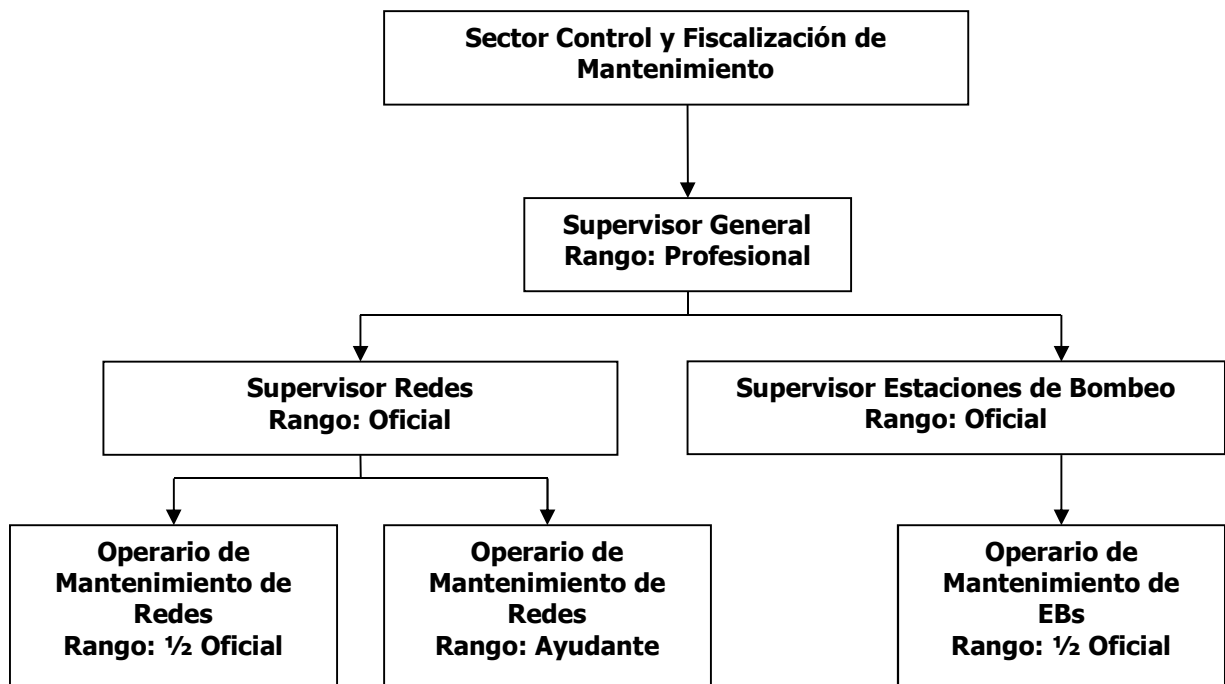 Sector Control y Fiscalización de
Mantenimiento
Supervisor General
Rango: Profesional
Supervisor Redes
Rango: Oficial
Supervisor Estaciones de Bombeo
Rango: Oficial
Operario de
Mantenimiento de
Redes
Rango: ½ Oficial
Operario de
Mantenimiento de
Redes
Rango: Ayudante
Operario de
Mantenimiento de
EBs
Rango: ½ Oficial